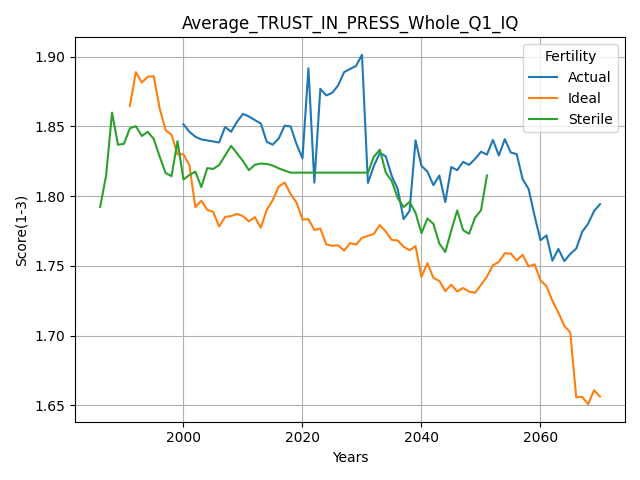 Average_TRUST_IN_PRESS_Whole_Q1_IQ
Fertility
Actual
Ideal
Sterile
Score(1-3)
1.90
1.85
1.80
1.75
1.70
1.65
2000 2020 2040 2060
Years